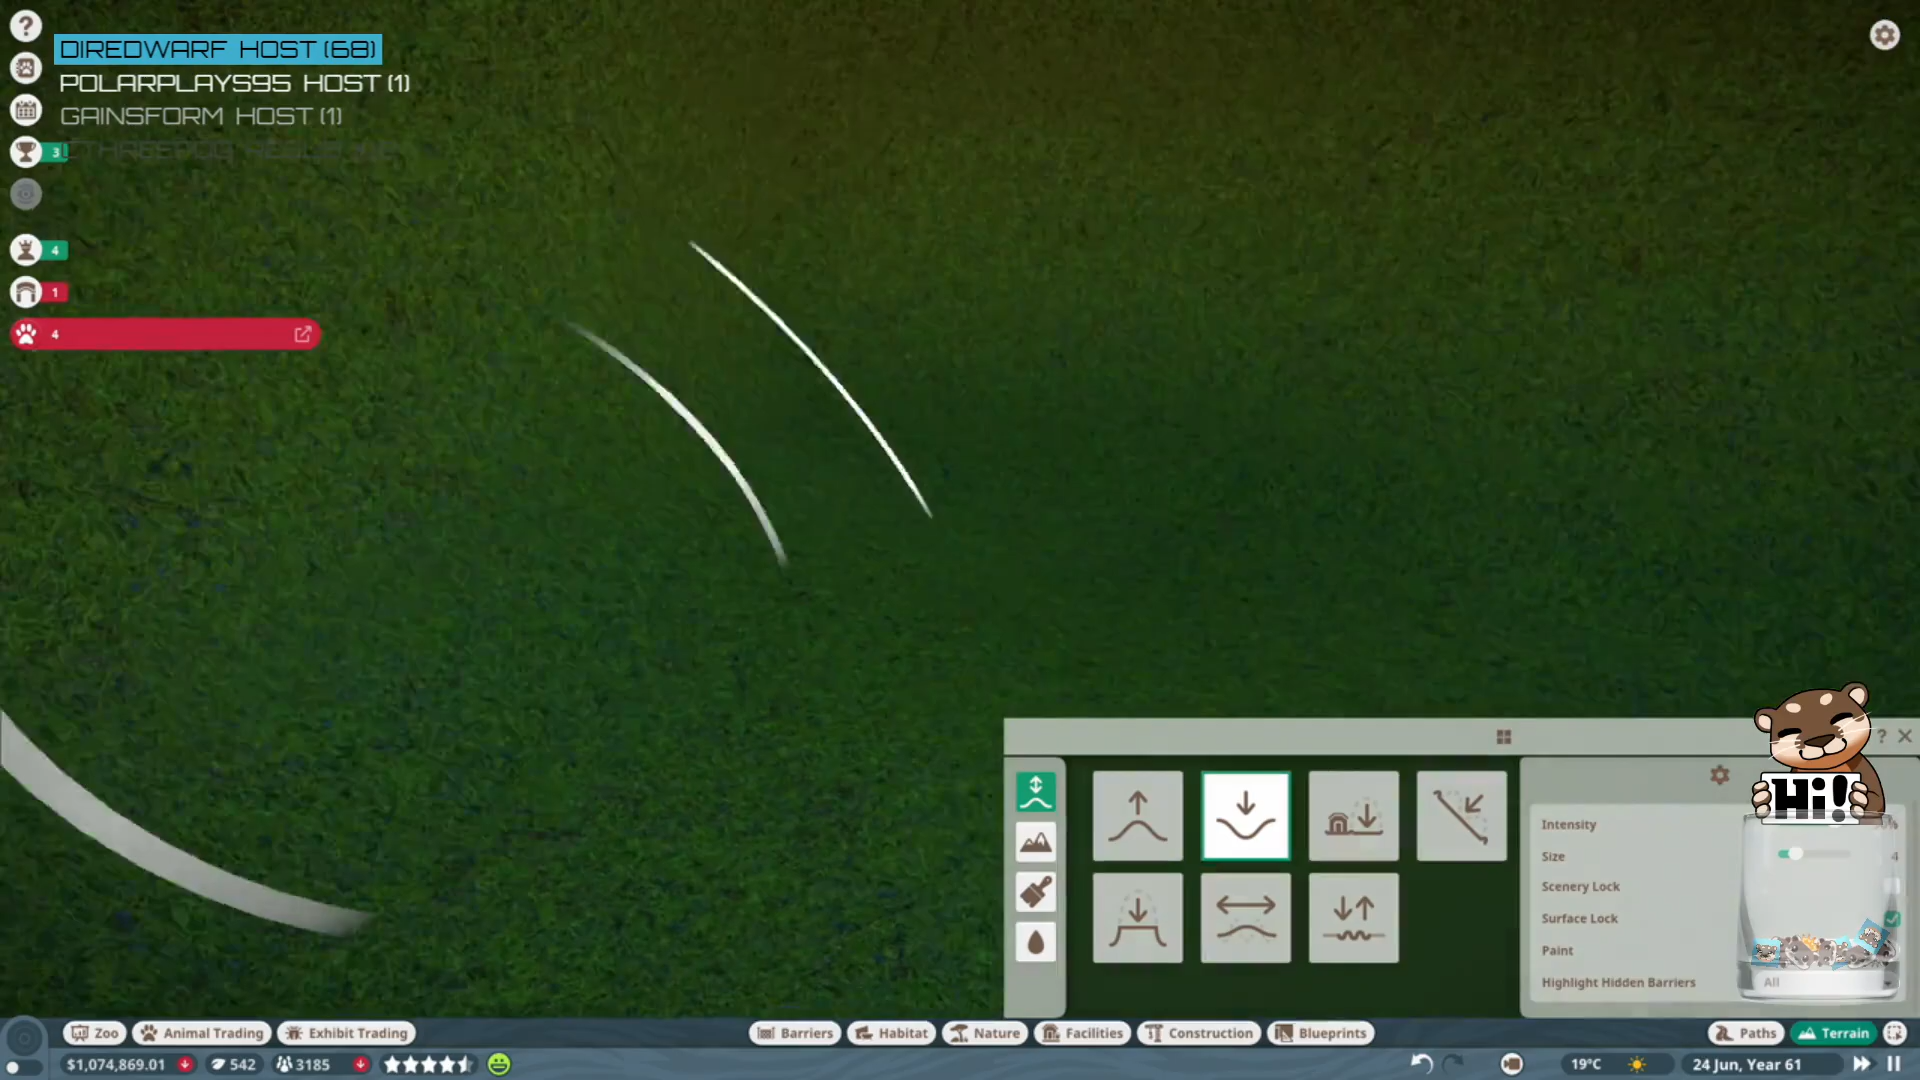 DIREDWARF HOST (68)
POLARPLAYS95 HOST (1)
GAINSFORM HOST (1)
3
4
1
4
Hi!
Intensity
Size 4
Scenery Lock
Surface Lock
Paint
Highlight Hidden Barriers All
Zoo
Animal Trading
Exhibit Trading
Barriers
Habitat
Nature
Facilities
Construction
Blueprints
Paths
Terrain
$1,074,869.01
542
3185
19°C
24 Jun, Year 61